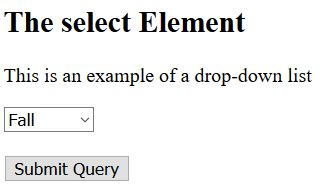 The select Element
This is an example of a drop-down list
Fall
Submit Query